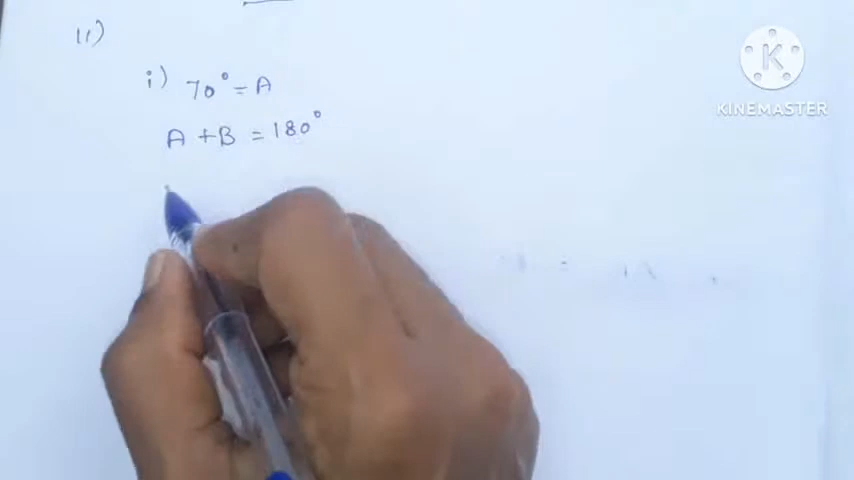 11)
i) 70° = A
A + B = 180°
KINEMASTER